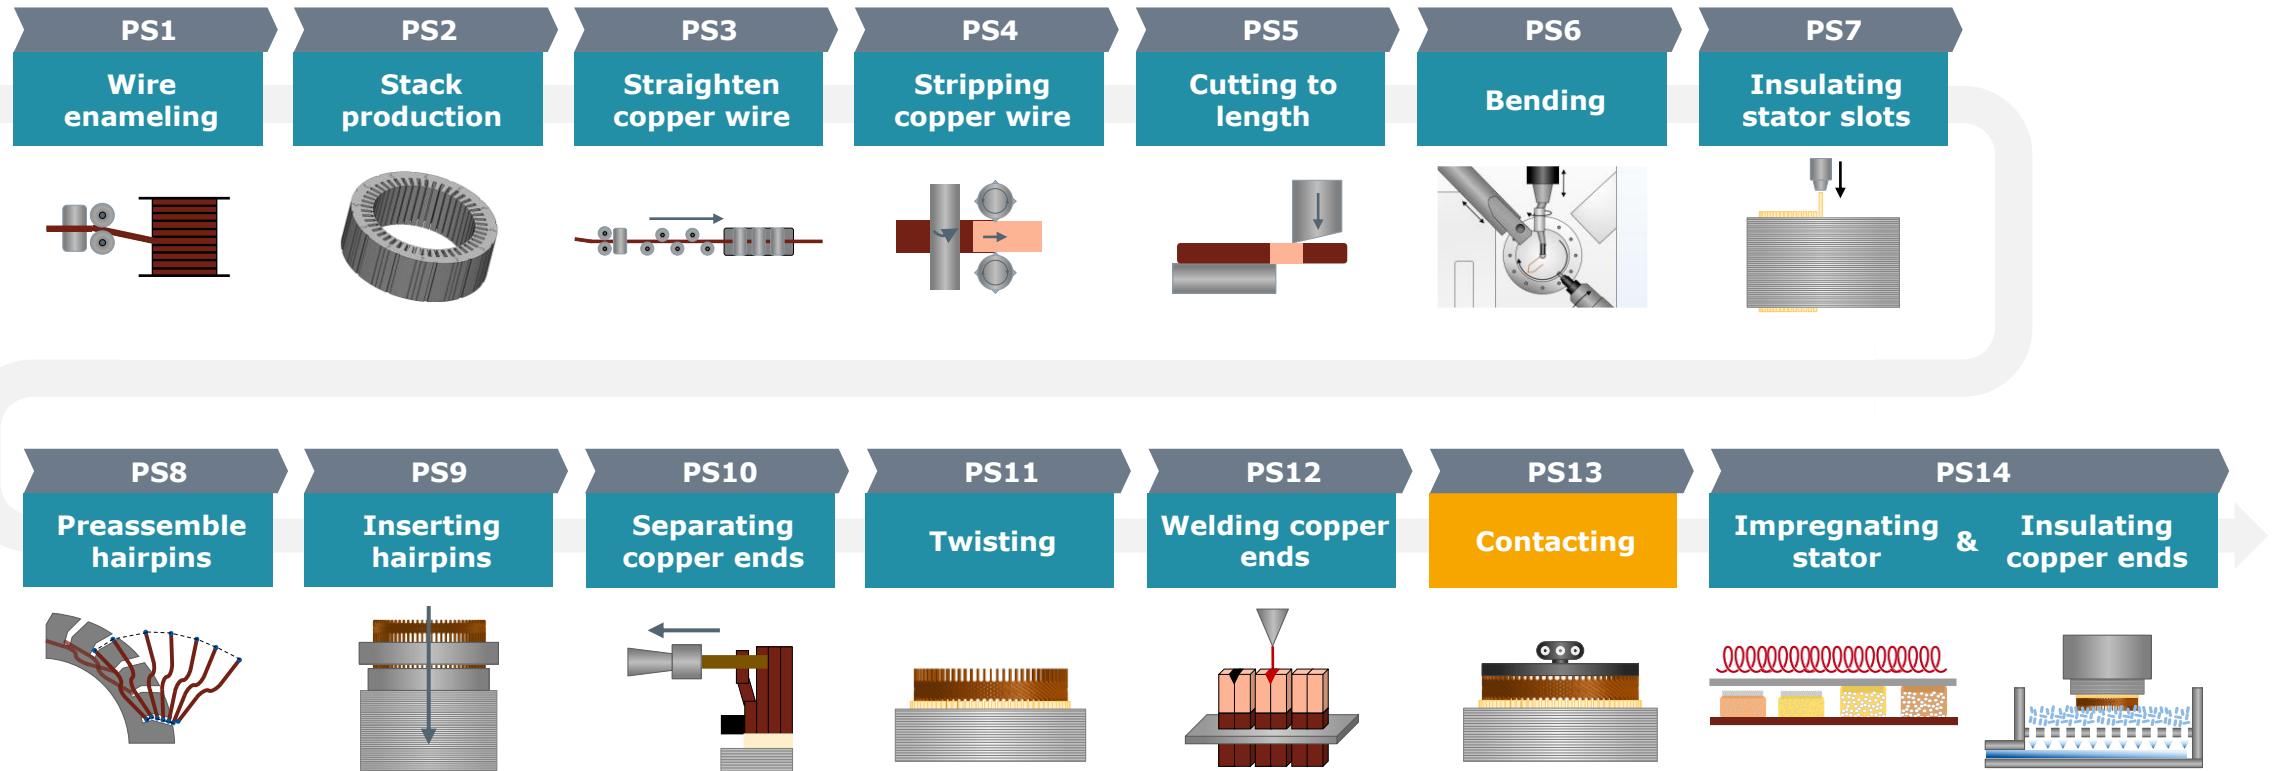 PS1
Wire
enameling
PS2
Stack
production
PS3
Straighten
copper wire
PS4
Stripping
copper wire
PS5
Cutting to
length
PS6
Bending
PS7
Insulating
stator slots
PS8
Preassemble
hairpins
PS9
Inserting
hairpins
PS10
Separating
copper ends
PS11
Twisting
PS12
Welding copper
ends
PS13
Contacting
PS14
Impregnating
stator
&
Insulating
copper ends